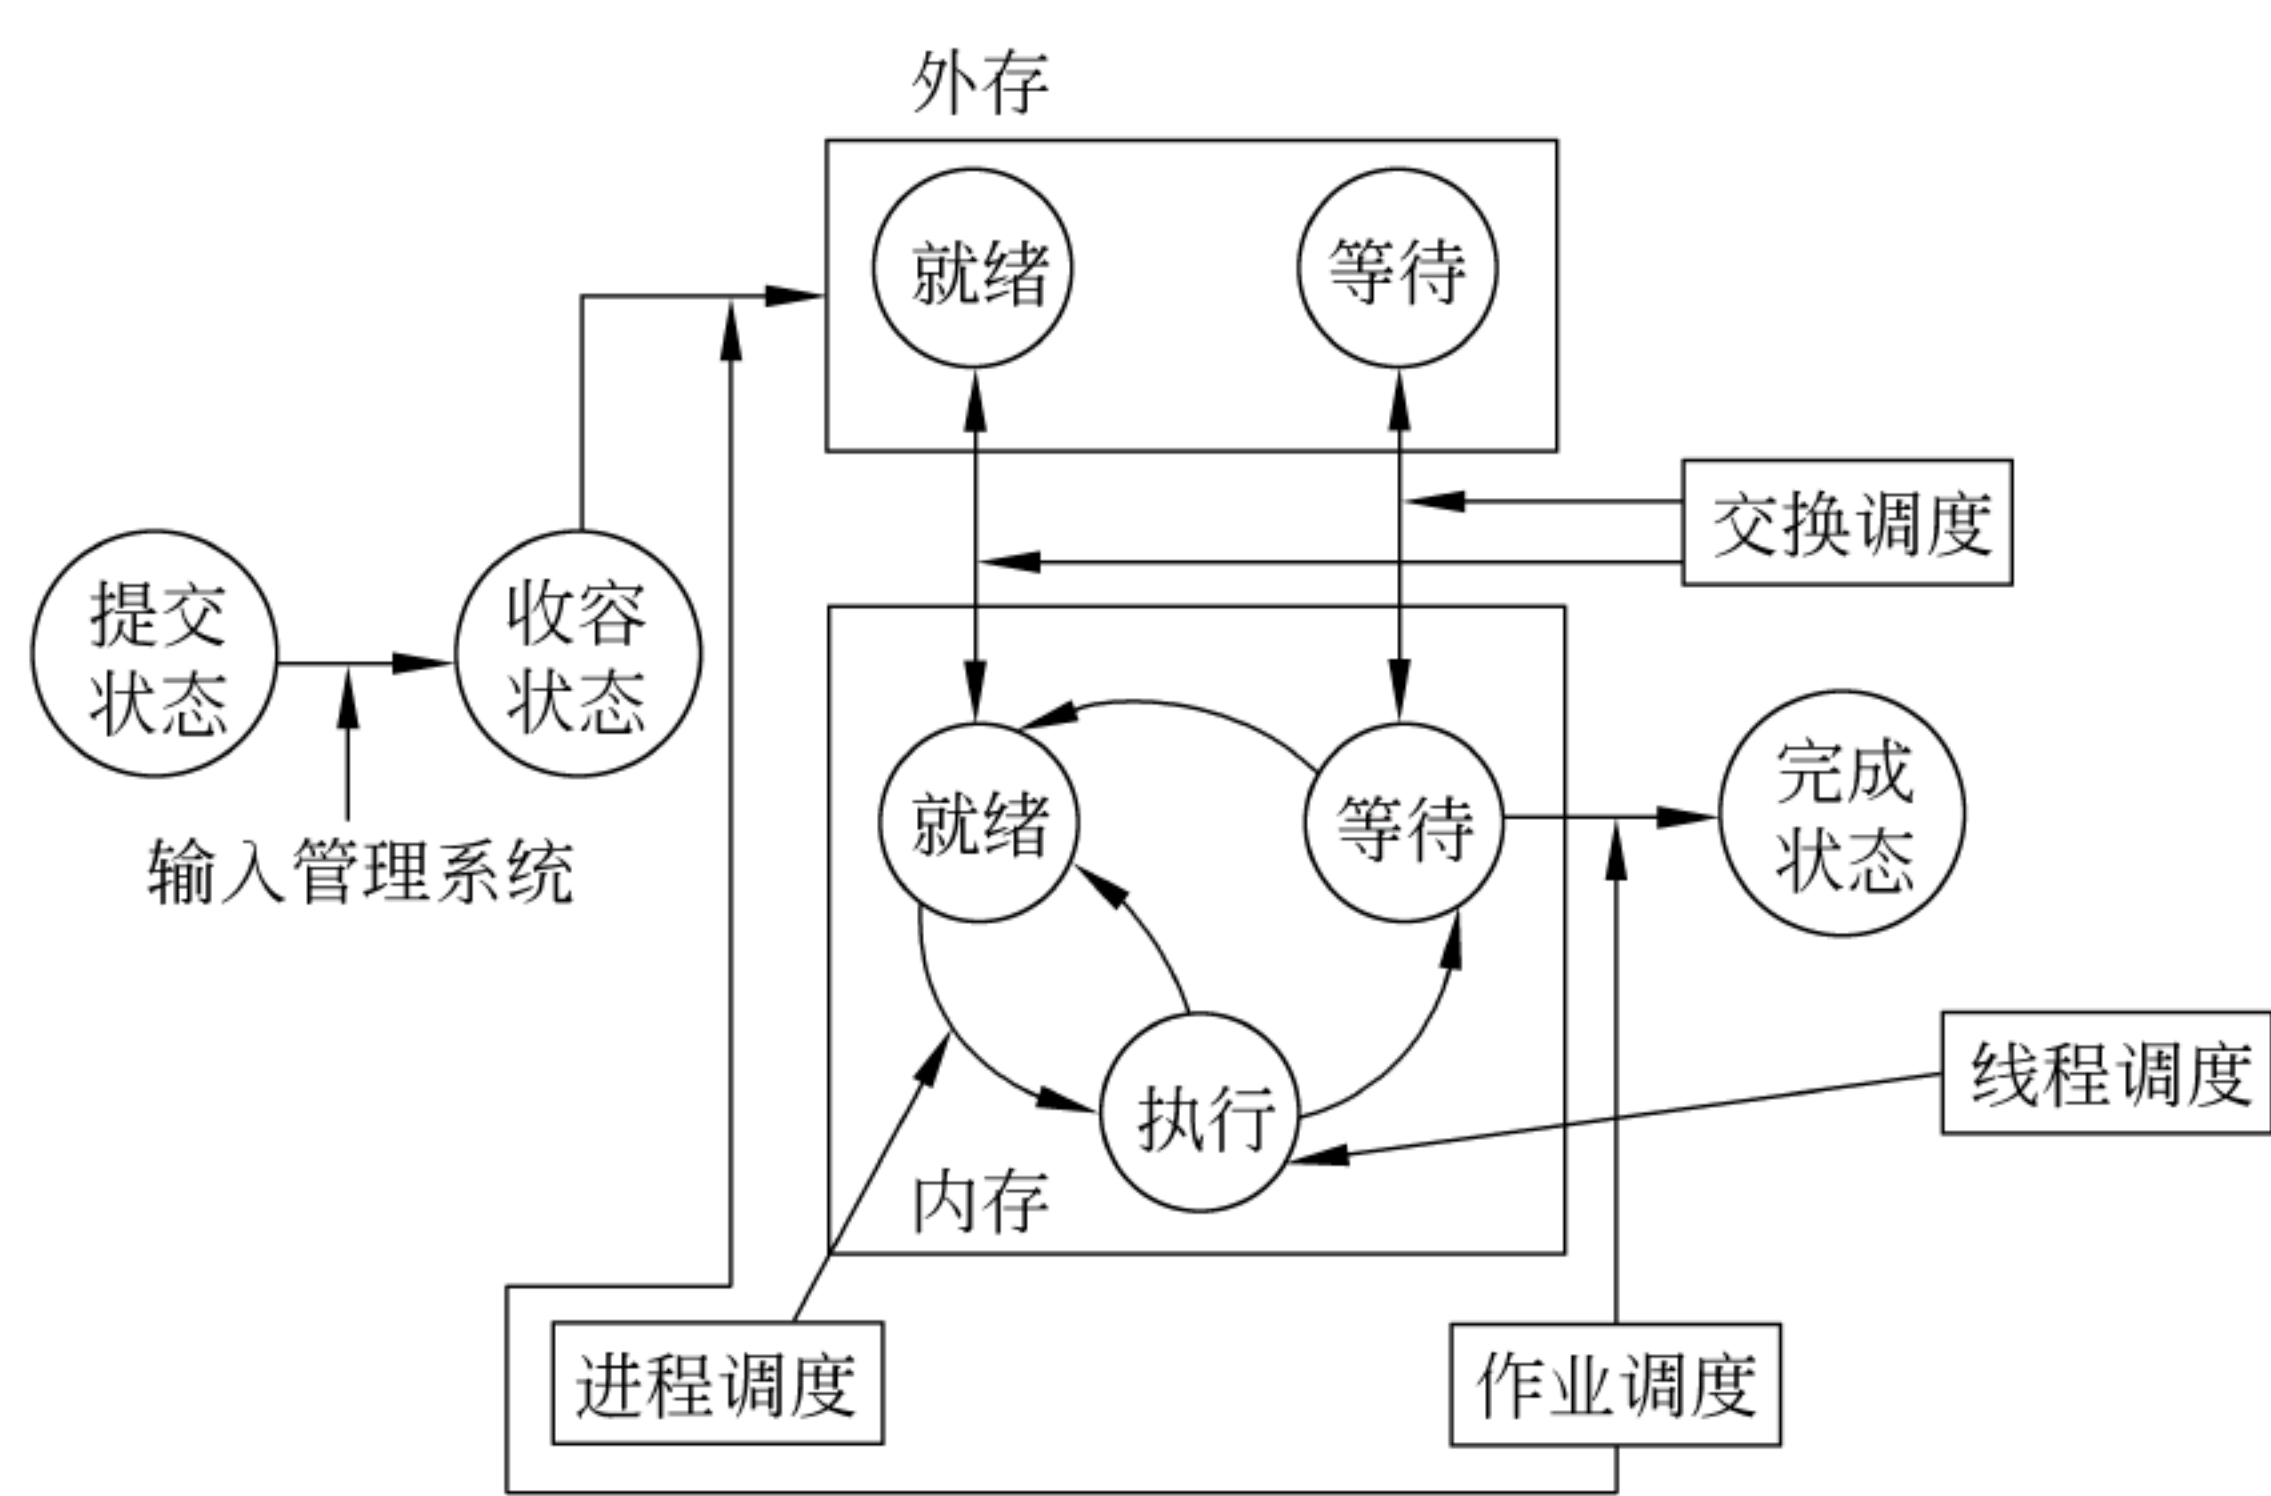 外存
就绪
等待
交换调度
提交
状态
收容
状态
输入管理系统
就绪
等待
完成
状态
执行
线程调度
内存
进程调度
作业调度